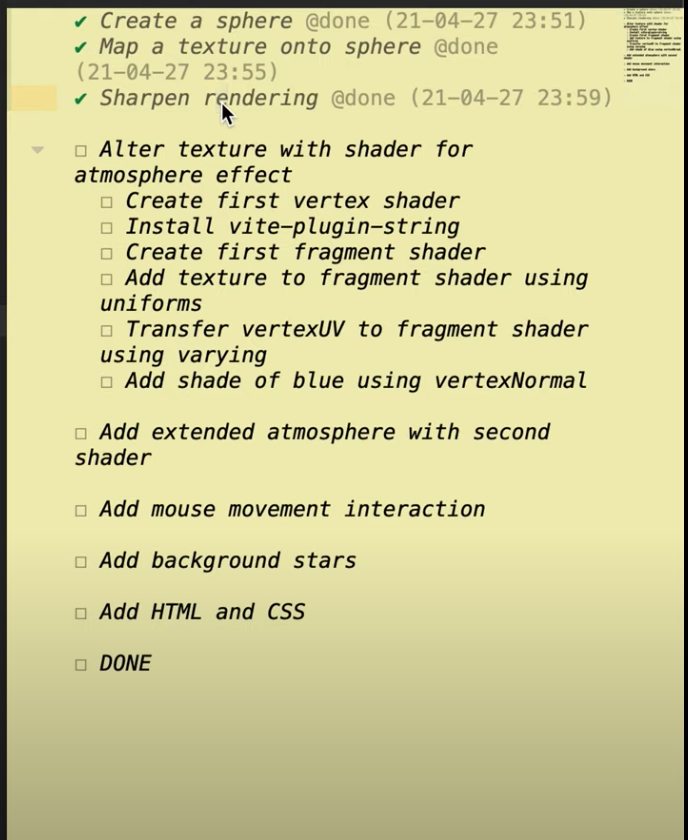 ✔ Create a sphere @done (21-04-27 23:51)
✔ Map a texture onto sphere @done
(21-04-27 23:55)
✔ Sharpen rendering @done (21-04-27 23:59)
☐ Alter texture with shader for
atmosphere effect
☐ Create first vertex shader
☐ Install vite-plugin-string
☐ Create first fragment shader
☐ Add texture to fragment shader using
uniforms
☐ Transfer vertexUV to fragment shader
using varying
☐ Add shade of blue using vertexNormal
☐ Add extended atmosphere with second
shader
☐ Add mouse movement interaction
☐ Add background stars
☐ Add HTML and CSS
☐ DONE